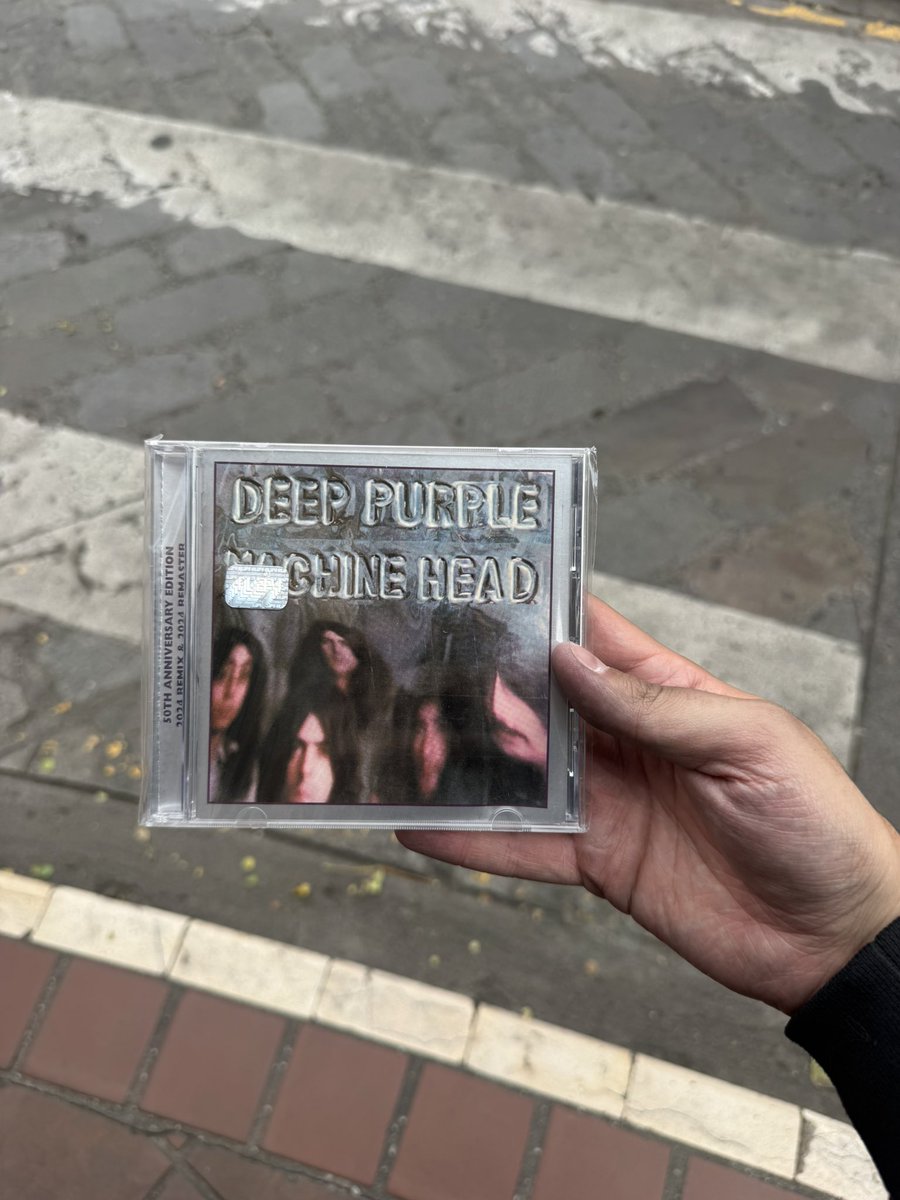 DEEP PURPLE
MACHINE HEAD
50TH ANNIVERSARY EDITION
2024 REMIX & 2024 REMASTER